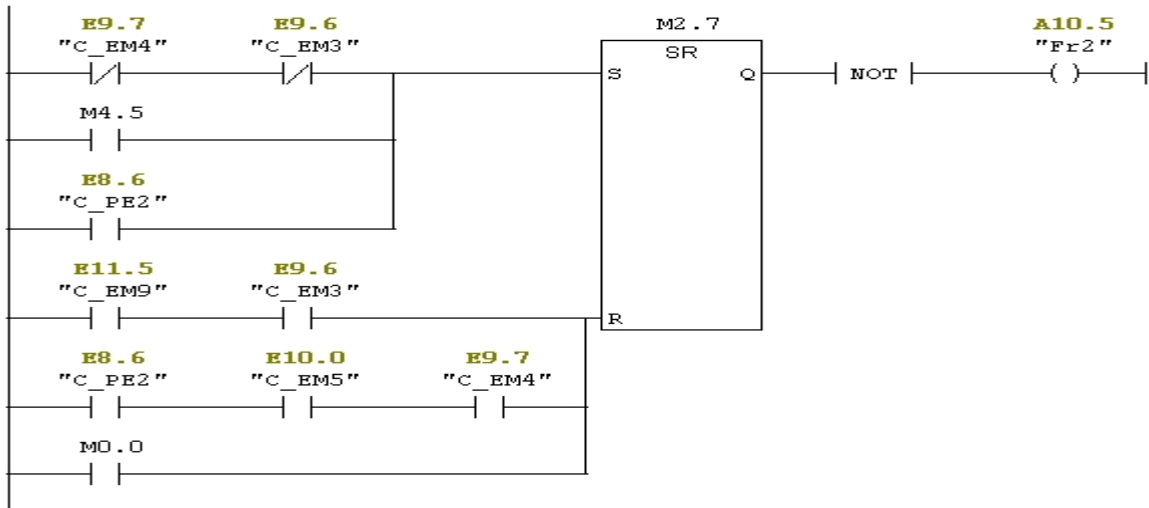 E9.7 E9.6 M2.7 A10.5
"C_EM4" "C_EM3" SR "Fr2"
S Q NOT ( )
M4.5
E8.6
"C_PE2"
E11.5 E9.6
"C_EM9" "C_EM3"
R
E8.6 E10.0 E9.7
"C_PE2" "C_EM5" "C_EM4"
M0.0